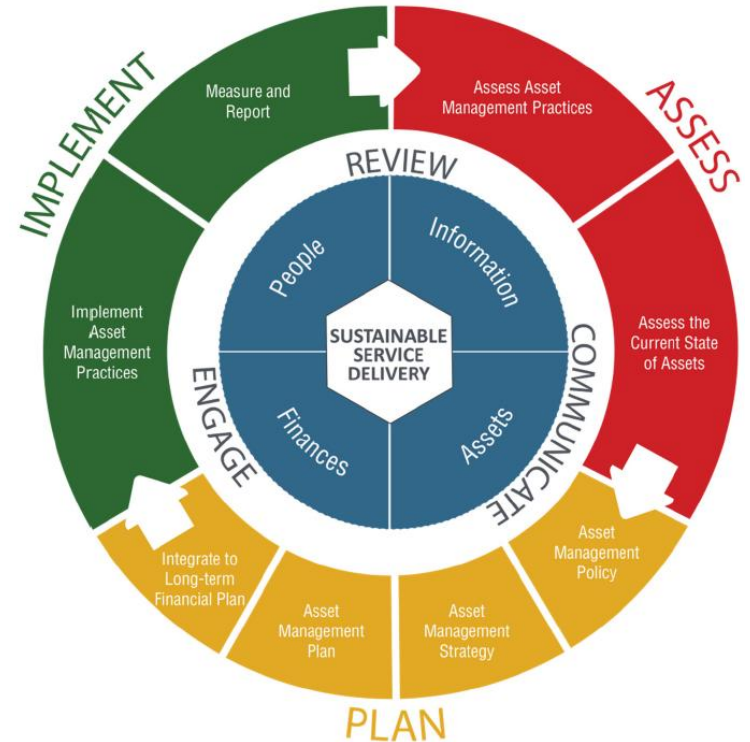 IMPLEMENT
Measure and
Report
Assess Asset
Management Practices
ASSESS
REVIEW
People
Information
Implement
Asset
Management
Practices
SUSTAINABLE
SERVICE
DELIVERY
Assess the
Current State
of Assets
ENGAGE
COMMUNICATE
Finances
Assets
Integrate to
Long-term
Financial Plan
Asset
Management
Plan
Asset
Management
Strategy
Asset
Management
Policy
PLAN